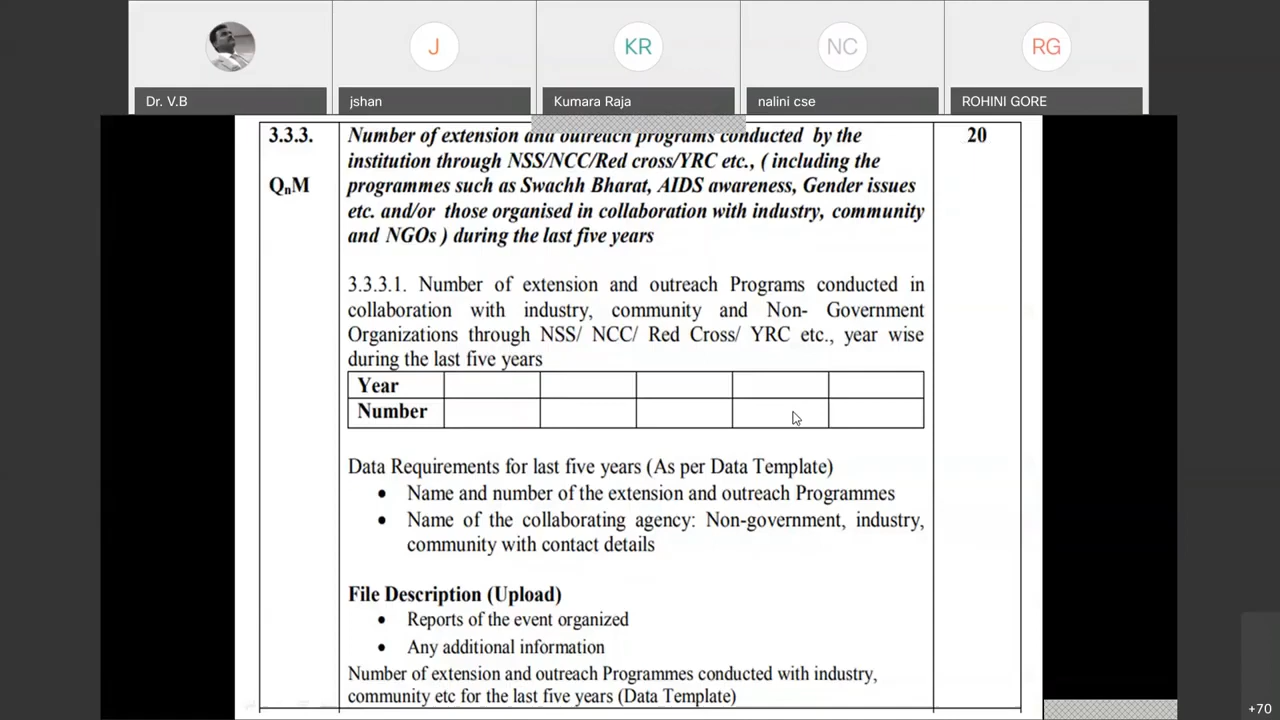 J
KR
NC
RG
Dr. V.B
jshan
Kumara Raja
nalini cse
ROHINI GORE
3.3.3.
QnM
Number of extension and outreach programs conducted by the
institution through NSS/NCC/Red cross/YRC etc., ( including the
programmes such as Swachh Bharat, AIDS awareness, Gender issues
etc. and/or those organised in collaboration with industry, community
and NGOs ) during the last five years
20
3.3.3.1. Number of extension and outreach Programs conducted in
collaboration with industry, community and Non- Government
Organizations through NSS/ NCC/ Red Cross/ YRC etc., year wise
during the last five years
Year
Number
Data Requirements for last five years (As per Data Template)
• Name and number of the extension and outreach Programmes
• Name of the collaborating agency: Non-government, industry,
community with contact details
File Description (Upload)
• Reports of the event organized
• Any additional information
Number of extension and outreach Programmes conducted with industry,
community etc for the last five years (Data Template)
+70